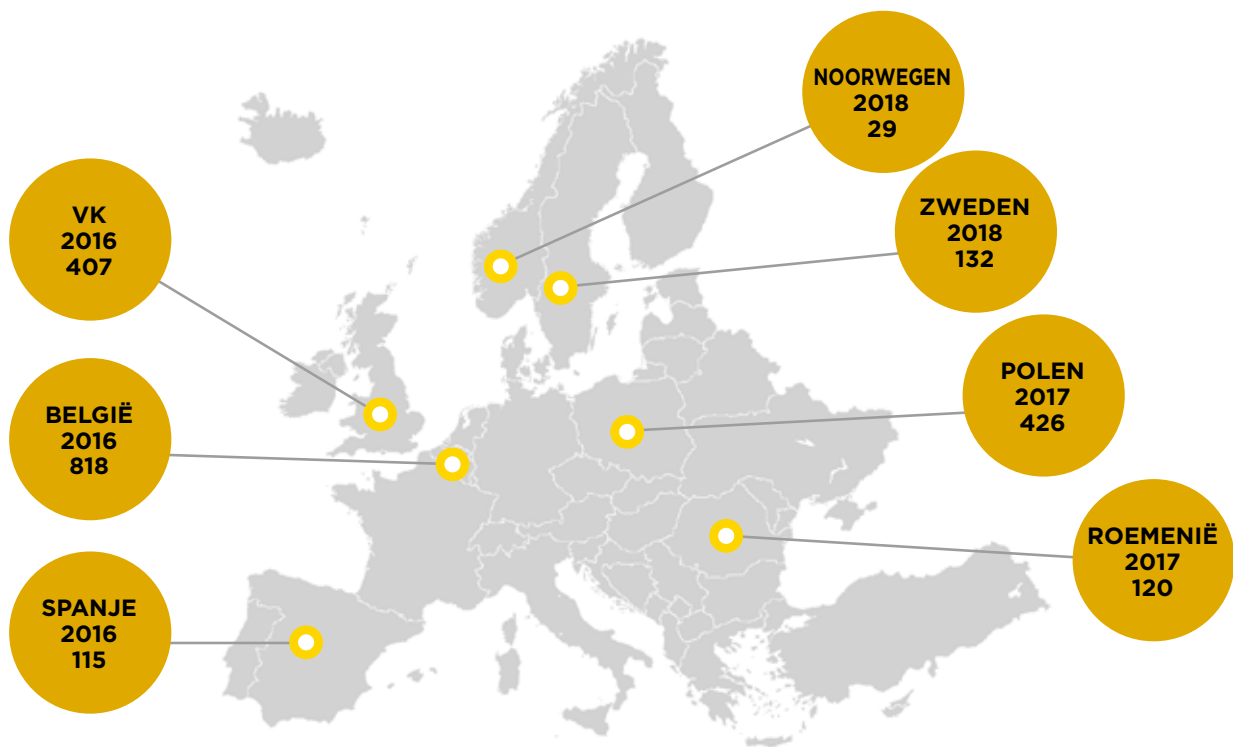 NOORWEGEN
2018
29
ZWEDEN
2018
132
VK
2016
407
POLEN
2017
426
BELGIË
2016
818
ROEMENIË
2017
120
SPANJE
2016
115